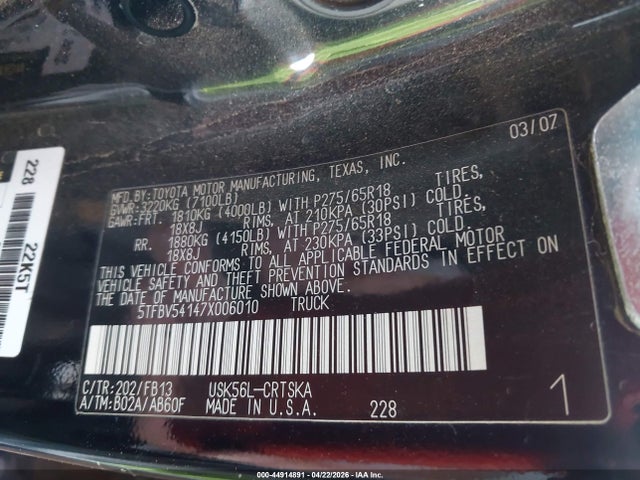 03/07
MFD.BY:TOYOTA MOTOR MANUFACTURING, TEXAS, INC.
GVWR:3220KG (7100LB)
GAWR:FRT. 1810KG (4000LB) WITH P275/65R18 TIRES,
18X8J RIMS, AT 210KPA (30PSI) COLD.
RR. 1880KG (4150LB) WITH P275/65R18 TIRES,
18X8J RIMS, AT 230KPA (33PSI) COLD.
THIS VEHICLE CONFORMS TO ALL APPLICABLE FEDERAL MOTOR
VEHICLE SAFETY AND THEFT PREVENTION STANDARDS IN EFFECT ON
THE DATE OF MANUFACTURE SHOWN ABOVE.
5TFBV54147X006010 TRUCK
C/TR:202/FB13 USK56L-CRTSKA
A/TM:B02A/AB60F MADE IN U.S.A. 228 1
228 22K5T
000-44914891 - 04/22/2026 - IAA Inc.